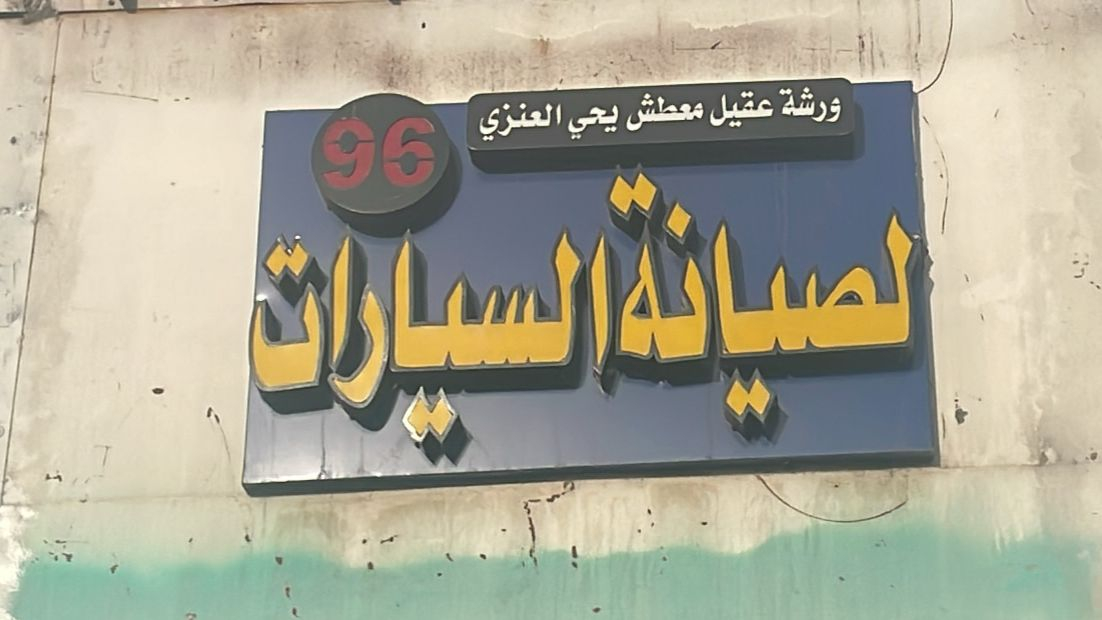 ورشة عقيل معطش يحي العنزي
96
لصيانة السيارات